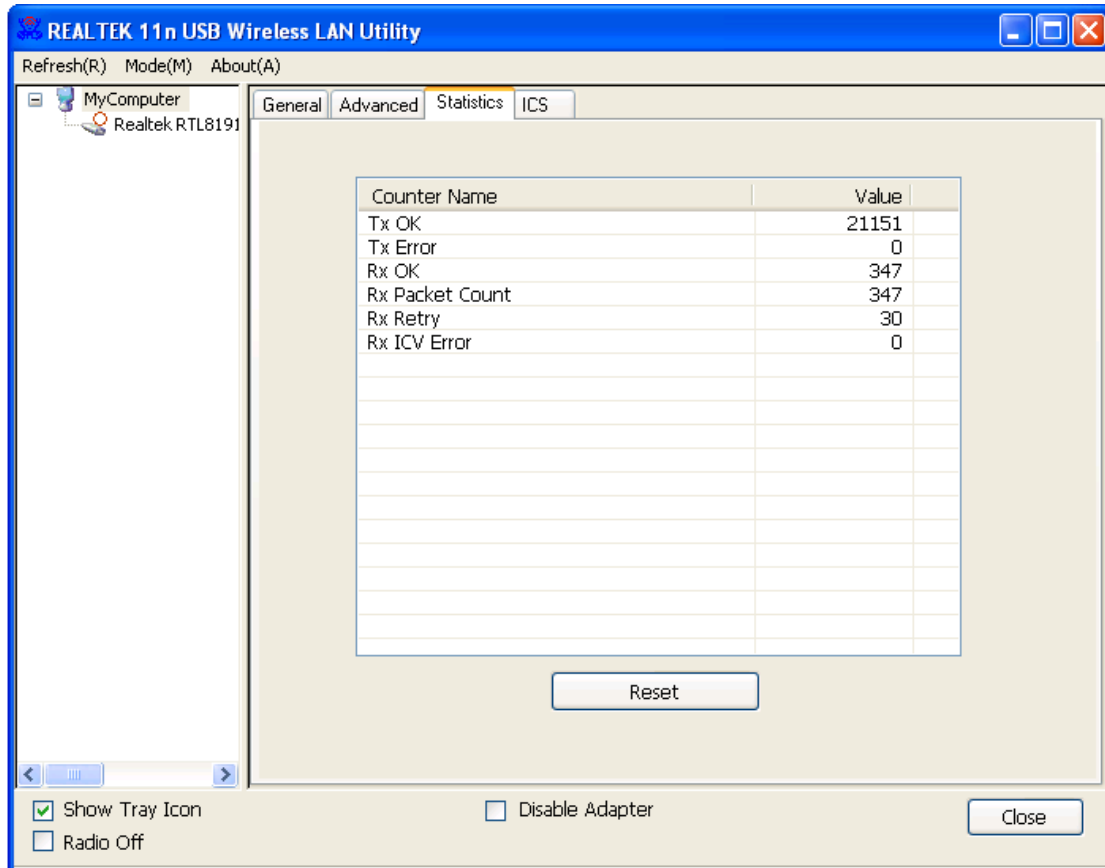 REALTEK 11n USB Wireless LAN Utility
Refresh(R) Mode(M) About(A)
MyComputer
Realtek RTL8191
General Advanced Statistics ICS
Counter Name Value
Tx OK 21151
Tx Error 0
Rx OK 347
Rx Packet Count 347
Rx Retry 30
Rx ICV Error 0
Reset
Show Tray Icon
Disable Adapter
Radio Off
Close